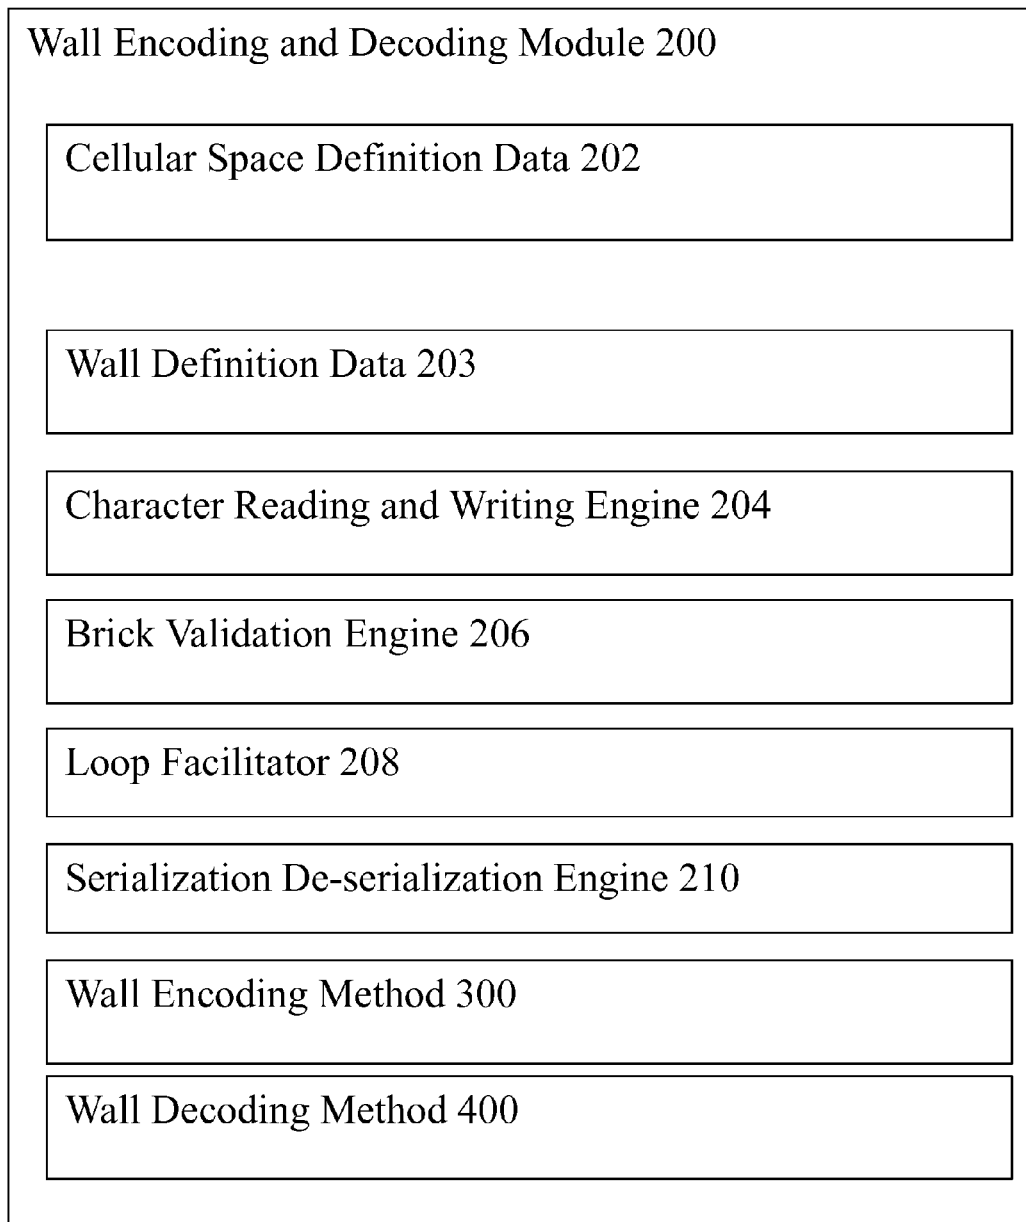 Wall Encoding and Decoding Module 200
Cellular Space Definition Data 202
Wall Definition Data 203
Character Reading and Writing Engine 204
Brick Validation Engine 206
Loop Facilitator 208
Serialization De-serialization Engine 210
Wall Encoding Method 300
Wall Decoding Method 400